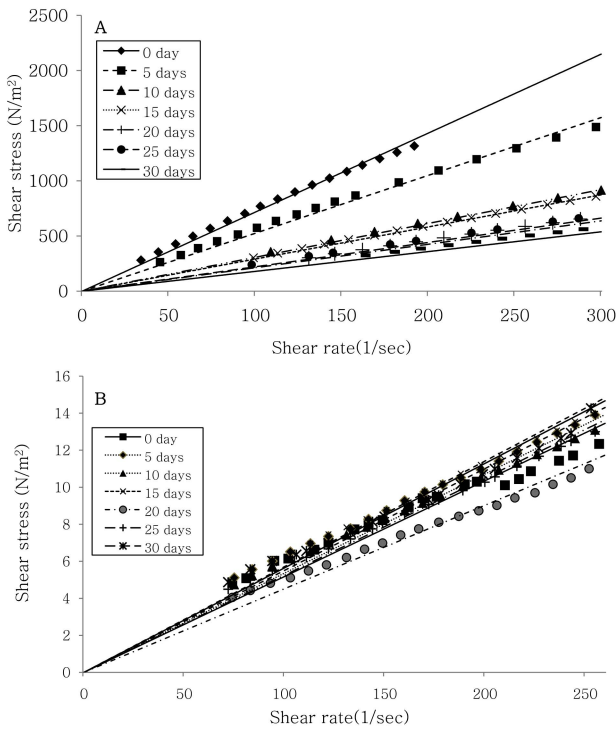 A
2500
2000
1500
1000
500
0
0 day
5 days
10 days
15 days
20 days
25 days
30 days
Shear stress (N/m²)
0 50 100 150 200 250 300
Shear rate(1/sec)
B
16
14
12
10
8
6
4
2
0
0 day
5 days
10 days
15 days
20 days
25 days
30 days
Shear stress (N/m²)
0 50 100 150 200 250
Shear rate(1/sec)